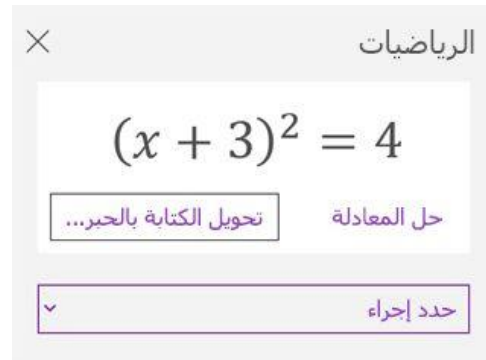 الرياضيات
(x + 3)² = 4
حل المعادلة تحويل الكتابة بالحبر...
حدد إجراء